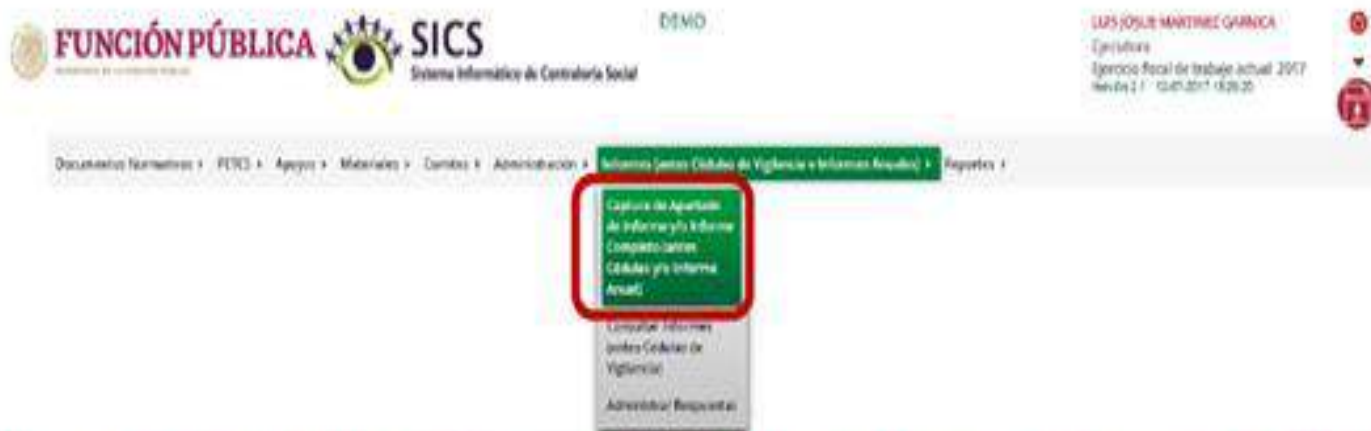 DEMO
FUNCIÓN PÚBLICA
SICS
Sistema Informático de Contraloría Social
LUIS JOSUE MARTINEZ GARNICA
Ejecutora
Ejercicio fiscal de trabajo actual 2017
Documentos Normativos PETCS Apoyos Materiales Comités Administración Informes (antes Cédulas de Vigilancia e Informes Anuales) Reportes
Captura de Apartado
de Informe y/o Informe
Completo (antes
Cédulas y/o Informe
Anual)
Consultar Informes
(antes Cédulas de
Vigilancia)
Administrar Respuestas